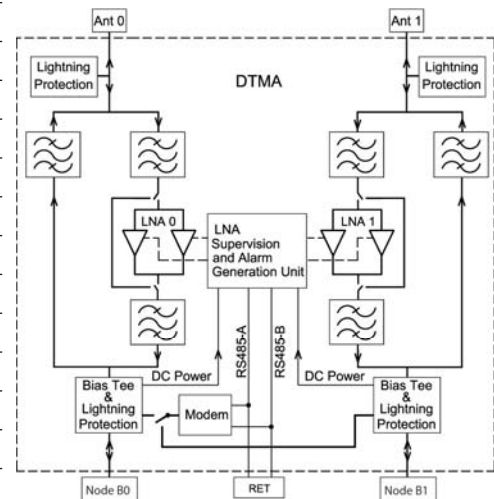 Ant 0
Ant 1
Lightning
Protection
DTMA
Lightning
Protection
LNA 0
LNA 1
LNA
Supervision
and Alarm
Generation Unit
RS485-A
RS485-B
DC Power
DC Power
Bias Tee
&
Lightning
Protection
Modem
Bias Tee
&
Lightning
Protection
Node B0
RET
Node B1